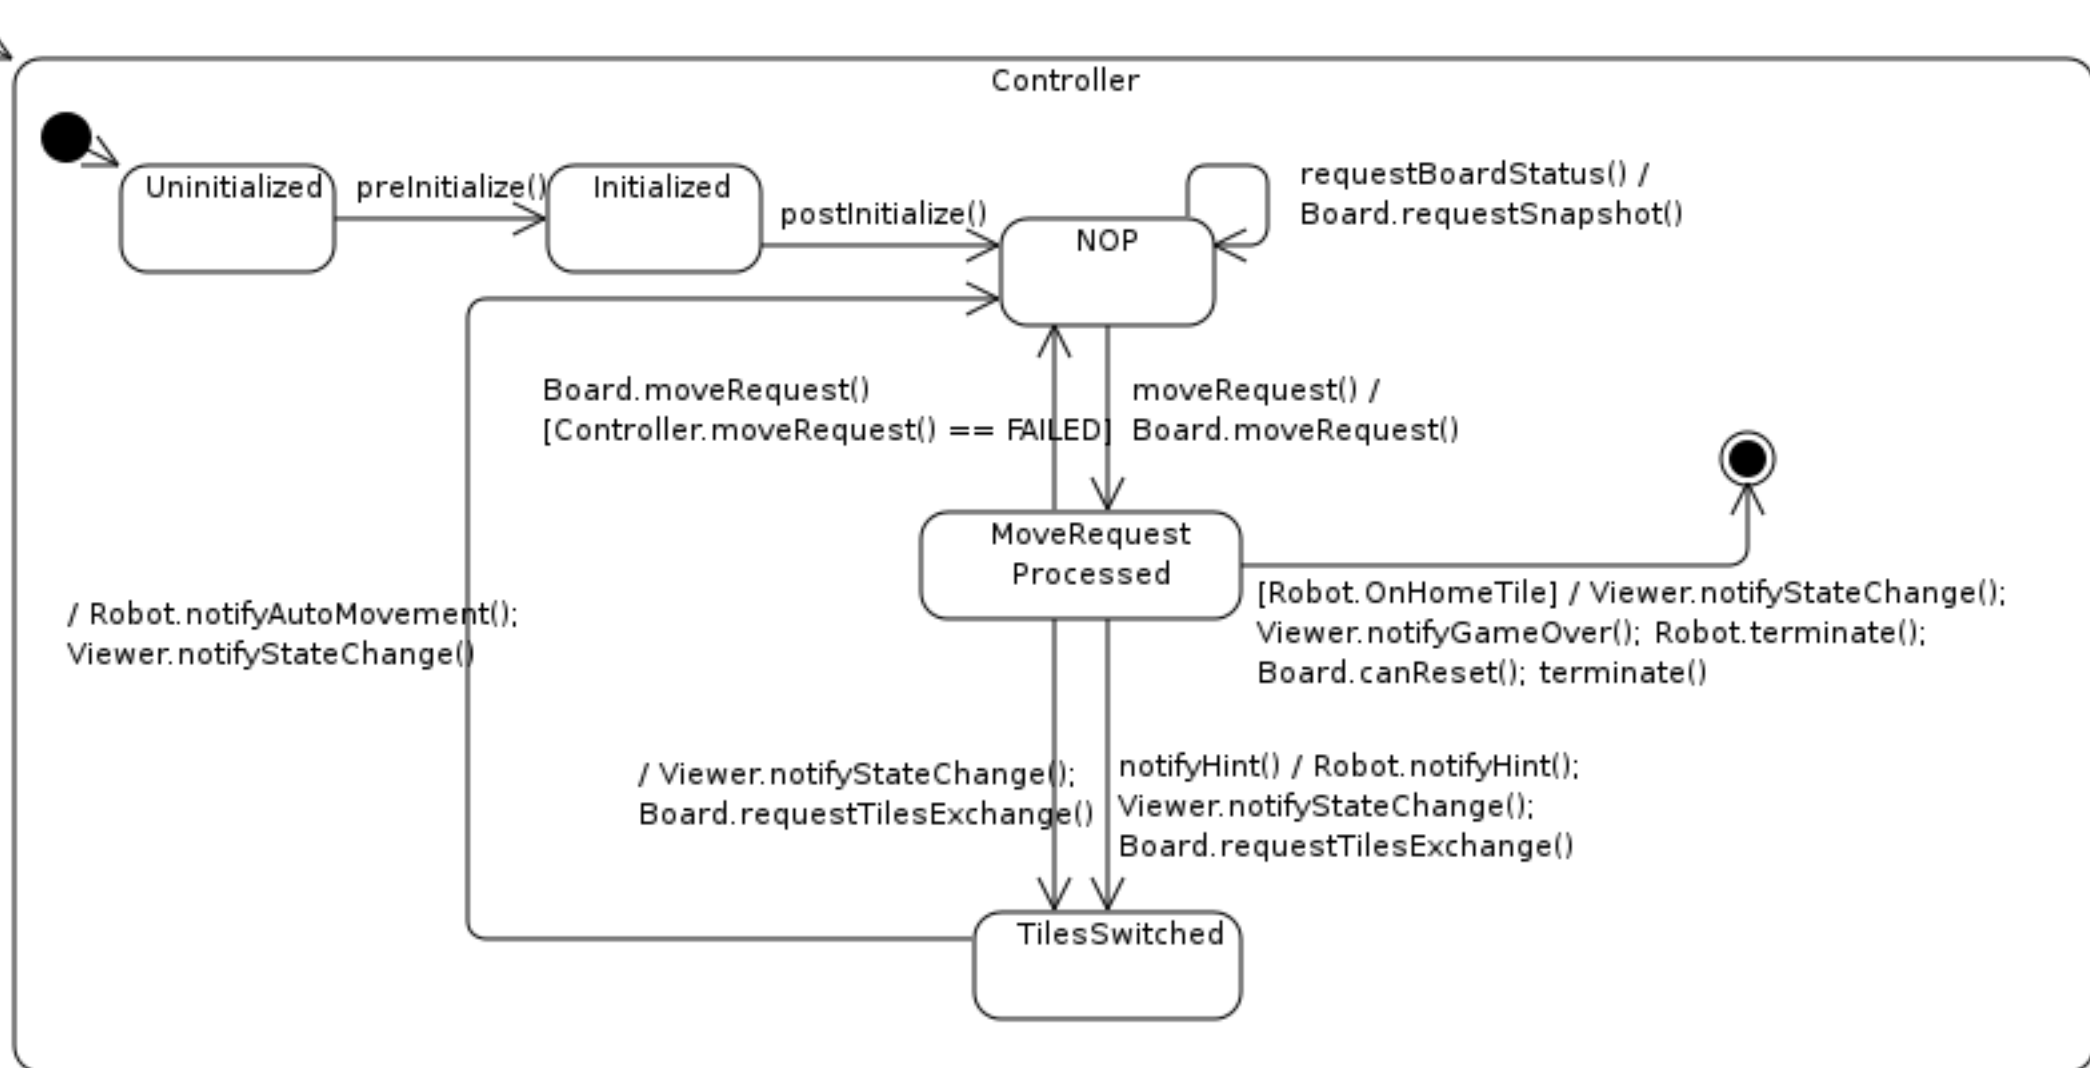 Controller
Uninitialized
preInitialize()
Initialized
postInitialize()
NOP
requestBoardStatus() /
Board.requestSnapshot()
Board.moveRequest()
[Controller.moveRequest() == FAILED]
moveRequest() /
Board.moveRequest()
MoveRequest
Processed
[Robot.OnHomeTile] / Viewer.notifyStateChange();
Viewer.notifyGameOver(); Robot.terminate();
Board.canReset(); terminate()
/ Robot.notifyAutoMovement();
Viewer.notifyStateChange()
/ Viewer.notifyStateChange();
Board.requestTilesExchange()
notifyHint() / Robot.notifyHint();
Viewer.notifyStateChange();
Board.requestTilesExchange()
TilesSwitched